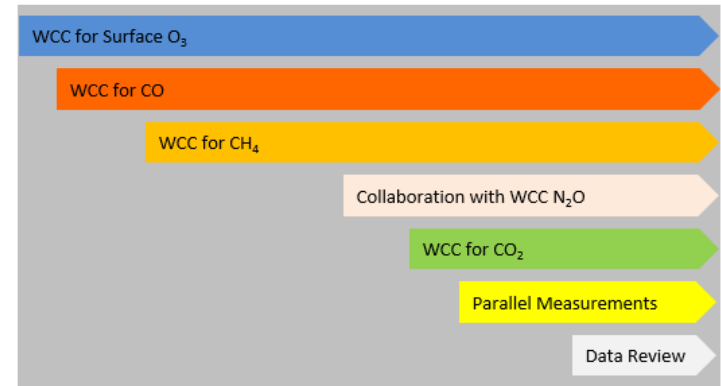 WCC for Surface O₃
WCC for CO
WCC for CH₄
Collaboration with WCC N₂O
WCC for CO₂
Parallel Measurements
Data Review